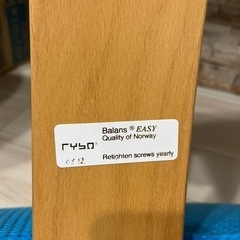 Balans® EASY
Quality of Norway
rybo®
Retighten screws yearly